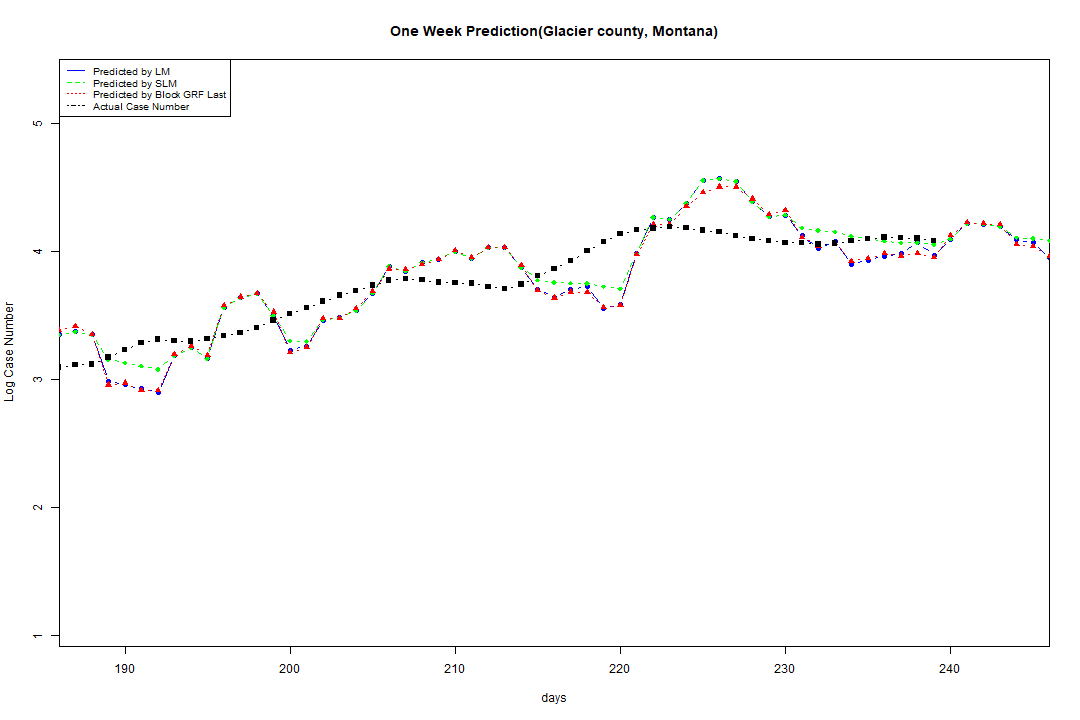 One Week Prediction(Glacier county, Montana)
Predicted by LM
Predicted by SLM
Predicted by Block GRF Last
Actual Case Number
5
4
3
2
1
Log Case Number
190 200 210 220 230 240
days